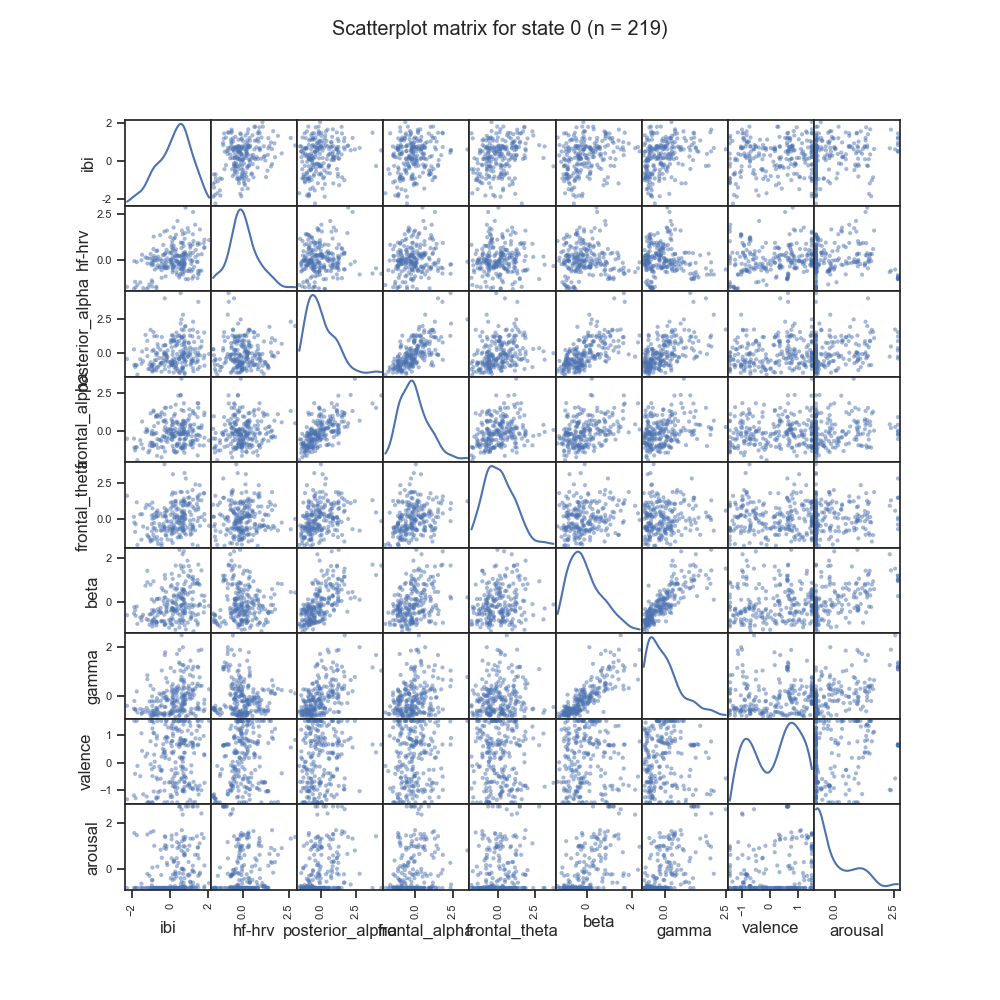 Scatterplot matrix for state 0 (n = 219)
2
0
-2
ibi
2.5
0.0
hf-hrv
2.5
0.0
posterior_alpha
2.5
0.0
frontal_alpha
2.5
0.0
frontal_theta
2
0
beta
2
0
gamma
1
0
−1
valence
2
0
arousal
−2 0 2 0.0 2.5 0.0 2.5 0.0 2.5 0.0 2.5 0 2 0.0 2.5 −1 0 1 0.0 2.5
ibi hf-hrv posterior_alpha frontal_alpha frontal_theta beta gamma valence arousal